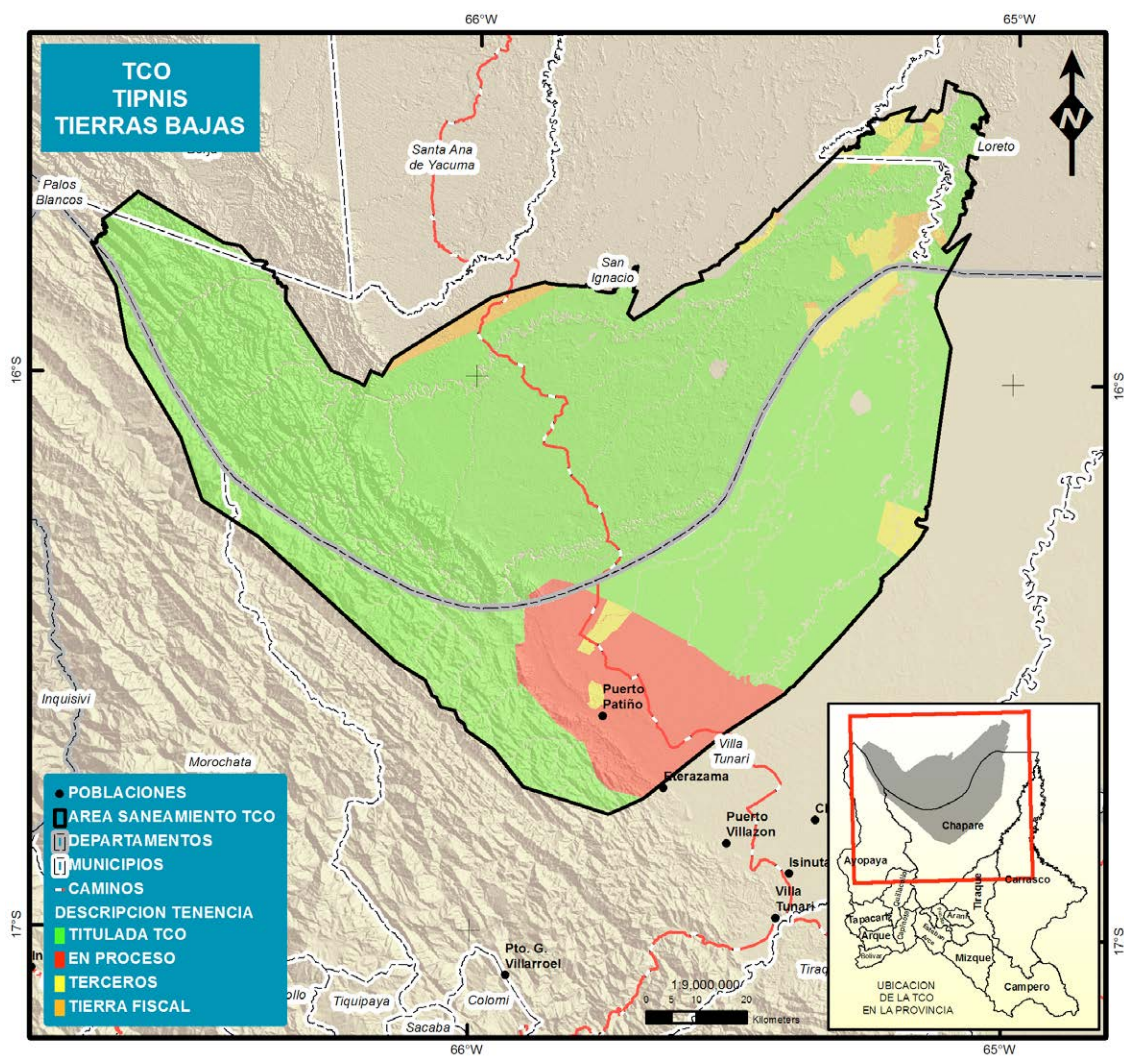 66°W
65°W
TCO
TIPNIS
TIERRAS BAJAS
N
Santa Ana
de Yacuma
Loreto
Palos
Blancos
San
Ignacio
16°S
16°S
Inquisivi
Puerto
Patiño
Villa
Tunari
Morochata
Eterazama
Puerto
Villazon
Isinuta
Villa
Tunari
POBLACIONES
AREA SANEAMIENTO TCO
DEPARTAMENTOS
MUNICIPIOS
CAMINOS
DESCRIPCION TENENCIA
TITULADA TCO
EN PROCESO
TERCEROS
TIERRA FISCAL
17°S
17°S
Pto. G.
Villarroel
Tiquipaya
Colomi
Sacaba
1:9,000,000
0 5 10 20
Kilometers
Chapare
Ayopaya
Tiraque
Carrasco
Tapacari
Capinota
Arque
Bolivar
Mizque
Campero
UBICACION
DE LA TCO
EN LA PROVINCIA
66°W
65°W